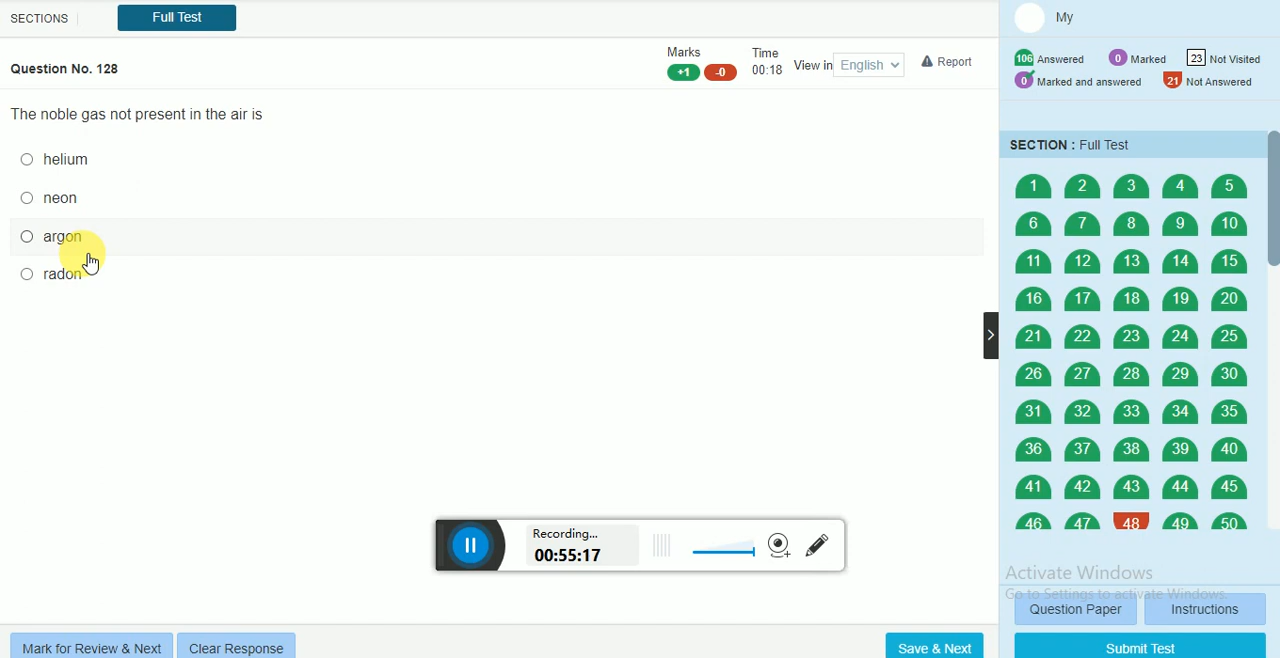 SECTIONS
Full Test
My
Question No. 128
Marks
+1
-0
Time
00:18
View in
English
Report
106 Answered
0 Marked
23 Not Visited
0 Marked and answered
21 Not Answered
The noble gas not present in the air is
helium
neon
argon
radon
SECTION : Full Test
1 2 3 4 5
6 7 8 9 10
11 12 13 14 15
16 17 18 19 20
21 22 23 24 25
26 27 28 29 30
31 32 33 34 35
36 37 38 39 40
41 42 43 44 45
46 47 48 49 50
Recording...
00:55:17
Activate Windows
Go to Settings to activate Windows.
Question Paper
Instructions
Mark for Review & Next
Clear Response
Save & Next
Submit Test